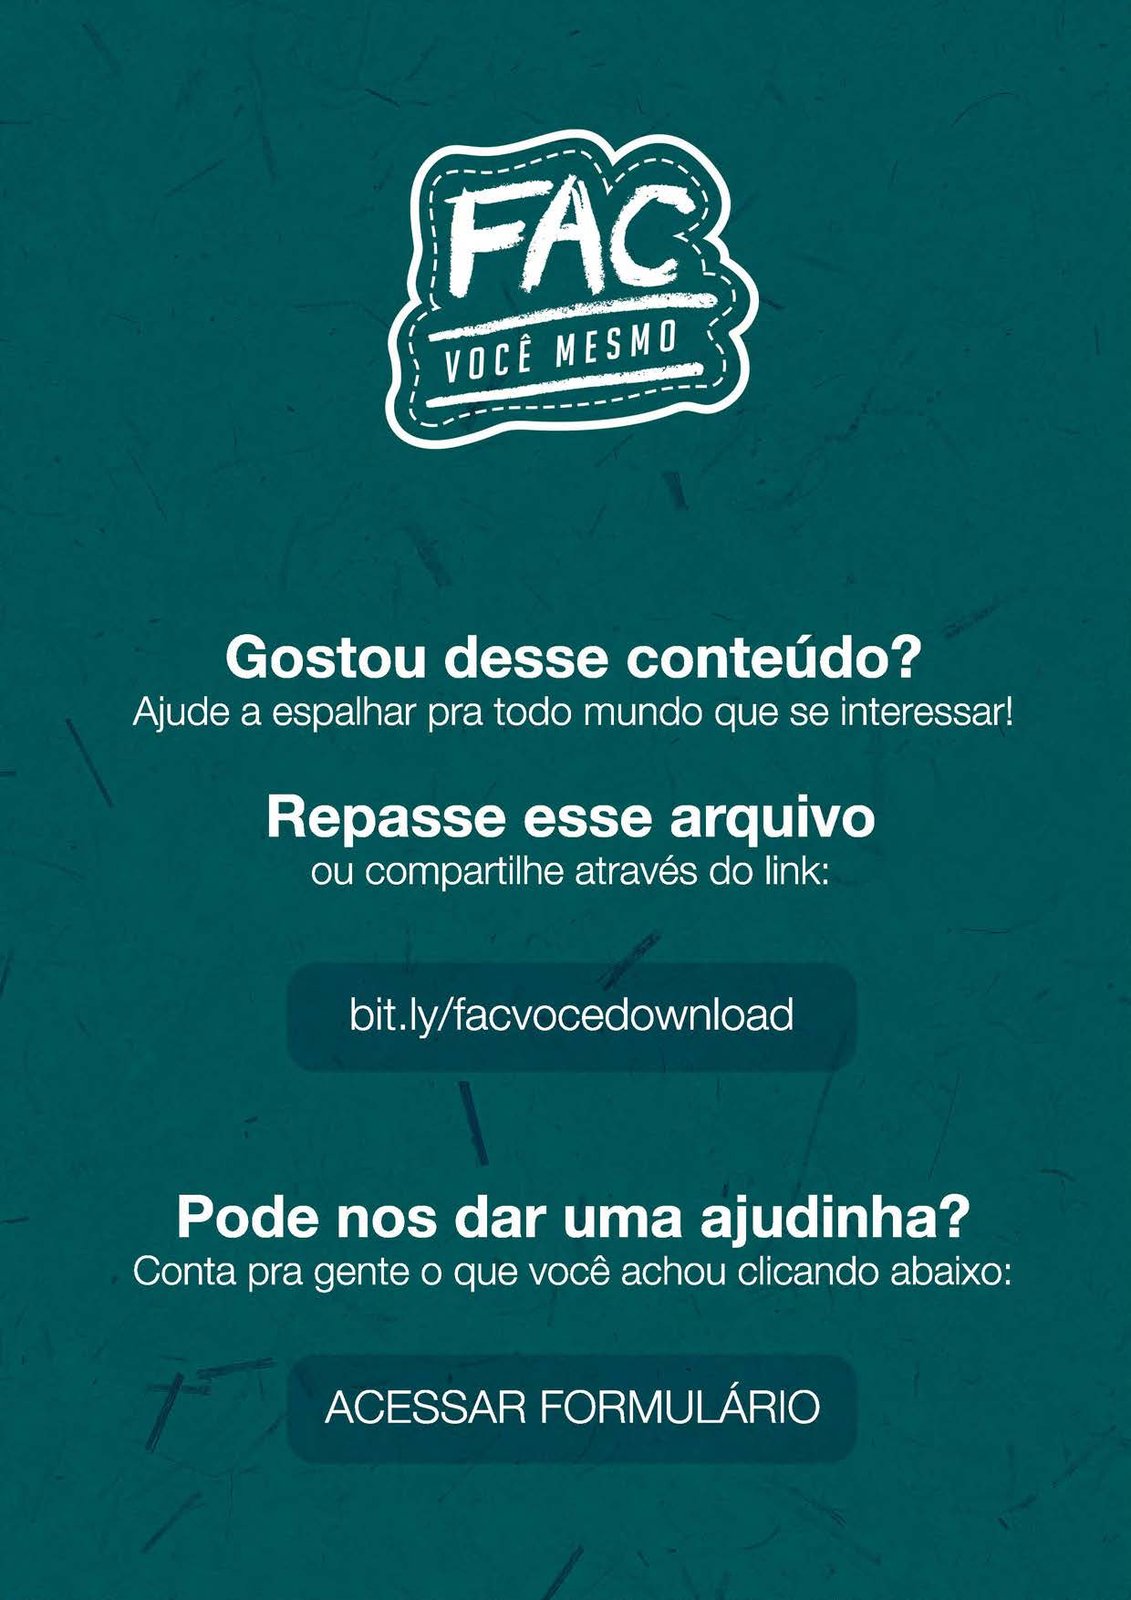 FAC
VOCÊ MESMO
Gostou desse conteúdo?
Ajude a espalhar pra todo mundo que se interessar!
Repasse esse arquivo
ou compartilhe através do link:
bit.ly/facvocedownload
Pode nos dar uma ajudinha?
Conta pra gente o que você achou clicando abaixo:
ACESSAR FORMULÁRIO